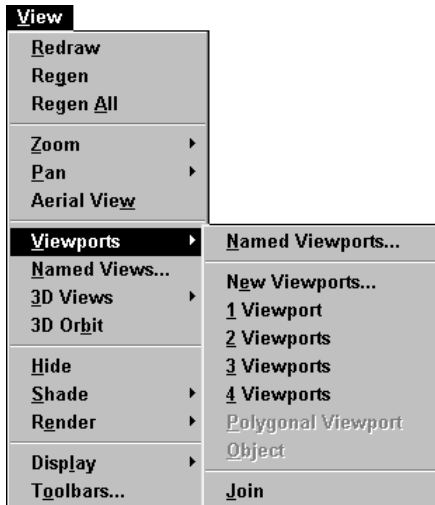 View
Redraw
Regen
Regen All
Zoom
Pan
Aerial View
Viewports
Named Views...
3D Views
3D Orbit
Hide
Shade
Render
Display
Toolbars...
Named Viewports...
New Viewports...
1 Viewport
2 Viewports
3 Viewports
4 Viewports
Polygonal Viewport
Object
Join